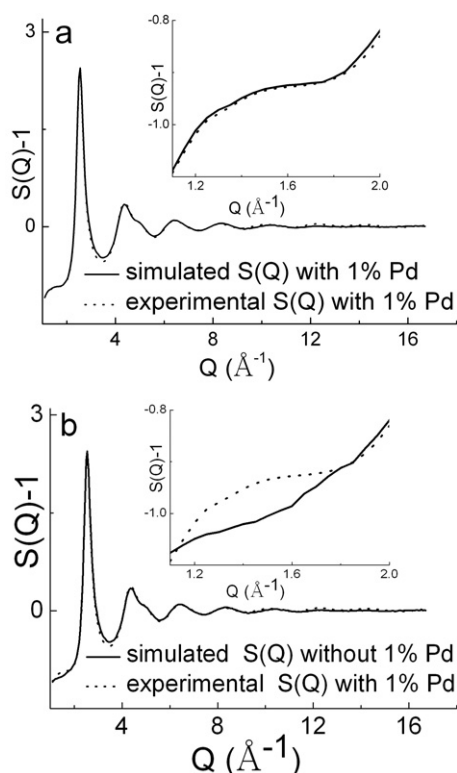 a
3
0
S(Q)-1
-0.8
-1.0
S(Q)-1
1.2
1.6
2.0
Q (Å⁻¹)
simulated S(Q) with 1% Pd
experimental S(Q) with 1% Pd
4
8
12
16
Q (Å⁻¹)
b
3
0
S(Q)-1
-0.8
-1.0
S(Q)-1
1.2
1.6
2.0
Q (Å⁻¹)
simulated S(Q) without 1% Pd
experimental S(Q) with 1% Pd
4
8
12
16
Q (Å⁻¹)